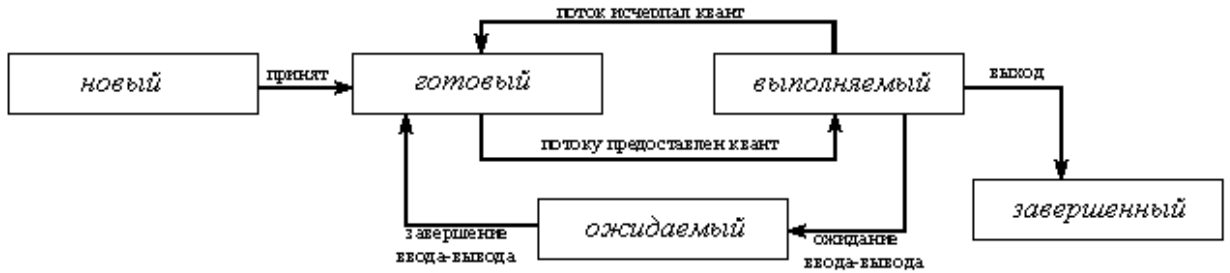 поток исчерпал квант
новый
принят
готовый
выполняемый
выход
потоку предоставлен квант
завершенный
ожидаемый
завершение
ввода-вывода
ожидание
ввода-вывода